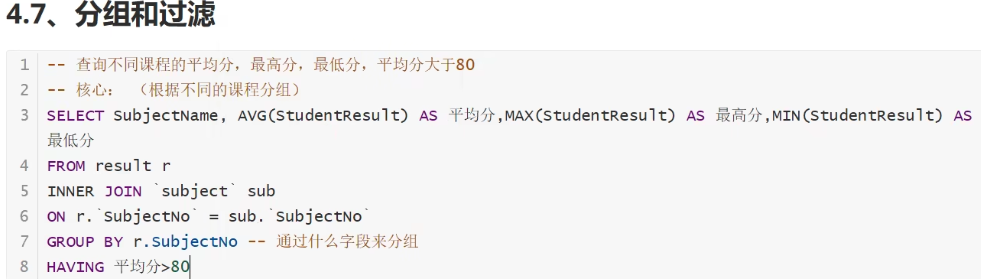 4.7、分组和过滤
1 -- 查询不同课程的平均分，最高分，最低分，平均分大于80
2 -- 核心： （根据不同的课程分组）
3 SELECT SubjectName, AVG(StudentResult) AS 平均分,MAX(StudentResult) AS 最高分,MIN(StudentResult) AS
最低分
4 FROM result r
5 INNER JOIN `subject` sub
6 ON r.`SubjectNo` = sub.`SubjectNo`
7 GROUP BY r.SubjectNo -- 通过什么字段来分组
8 HAVING 平均分>80